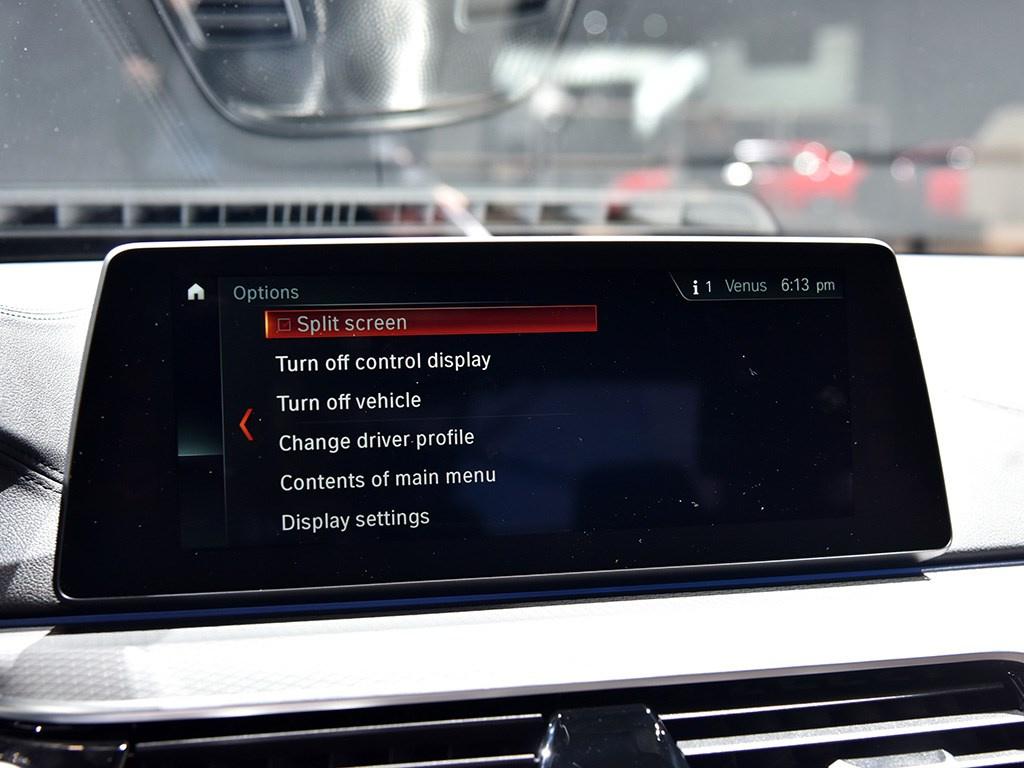 Options
i 1 Venus 6:13 pm
Split screen
Turn off control display
Turn off vehicle
Change driver profile
Contents of main menu
Display settings